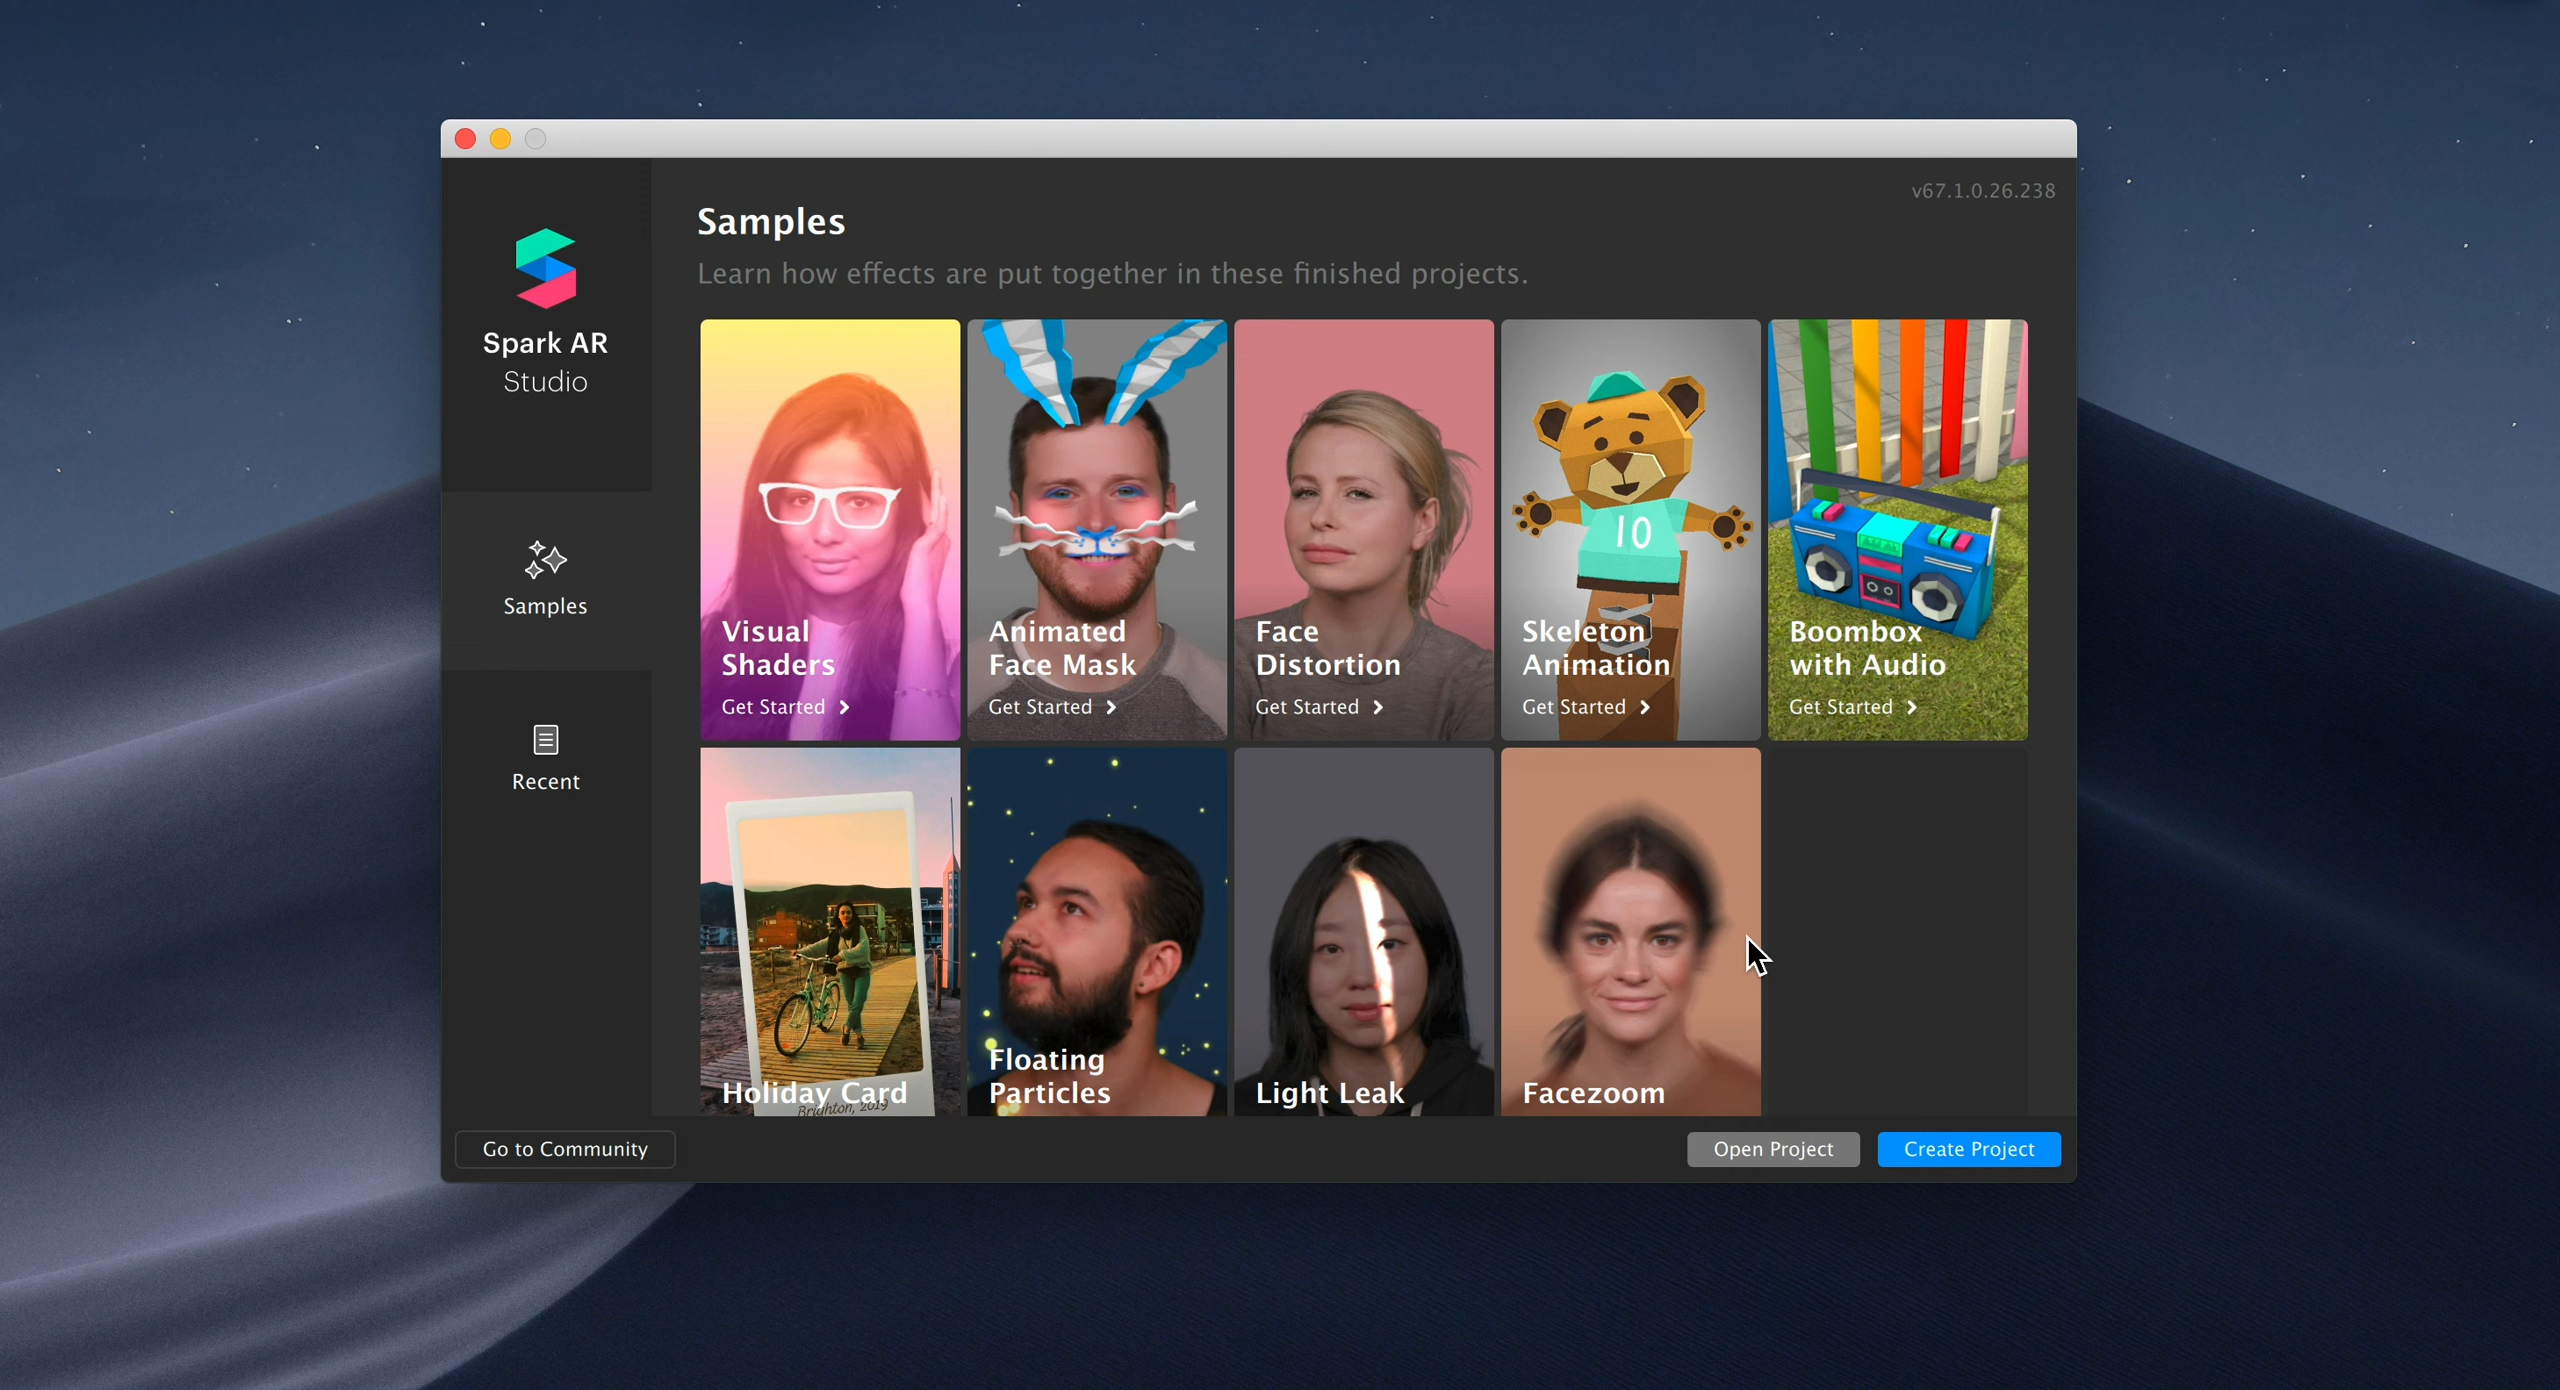 v67.1.0.26.238
Spark AR
Studio
Samples
Recent
Samples
Learn how effects are put together in these finished projects.
Visual
Shaders
Get Started
Animated
Face Mask
Get Started
Face
Distortion
Get Started
10
Skeleton
Animation
Get Started
Boombox
with Audio
Get Started
Holiday Card
Brighton, 2019
Floating
Particles
Light Leak
Facezoom
Go to Community
Open Project
Create Project